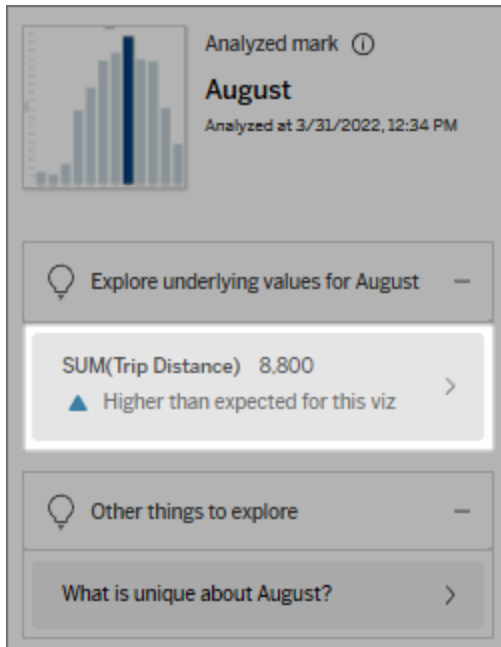 Analyzed mark
August
Analyzed at 3/31/2022, 12:34 PM
Explore underlying values for August
SUM(Trip Distance) 8,800
Higher than expected for this viz
Other things to explore
What is unique about August?